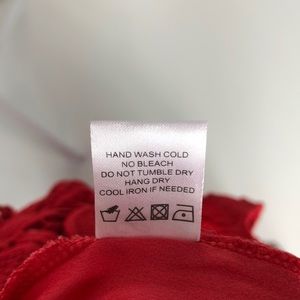 HAND WASH COLD
NO BLEACH
DO NOT TUMBLE DRY
HANG DRY
COOL IRON IF NEEDED